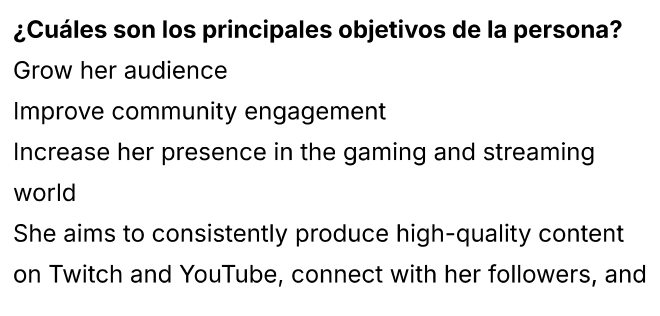 ¿Cuáles son los principales objetivos de la persona?
Grow her audience
Improve community engagement
Increase her presence in the gaming and streaming
world
She aims to consistently produce high-quality content
on Twitch and YouTube, connect with her followers, and